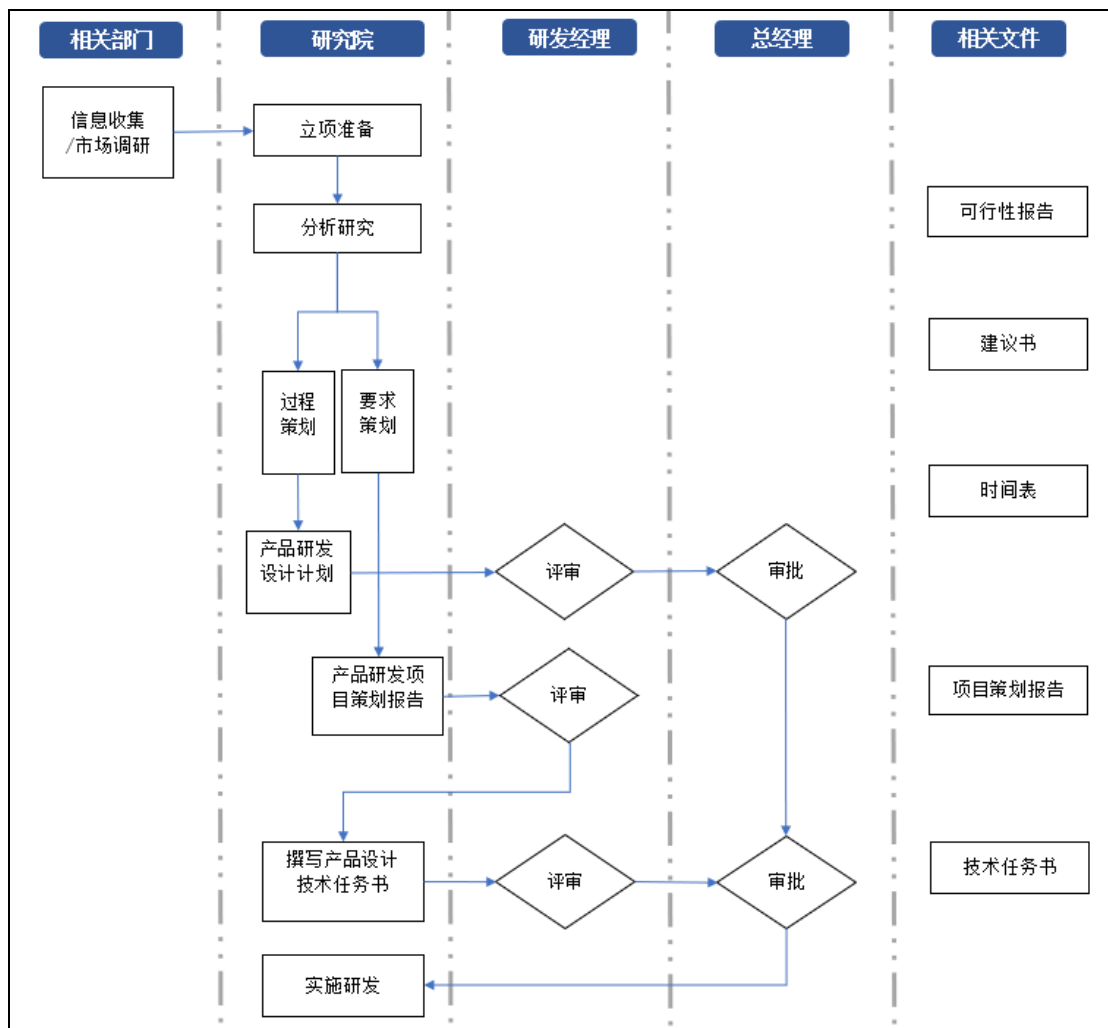 相关部门
研究院
研发经理
总经理
相关文件
信息收集
/市场调研
立项准备
可行性报告
分析研究
建议书
过程
策划
要求
策划
时间表
产品研发
设计计划
评审
审批
产品研发项
目策划报告
评审
项目策划报告
撰写产品设计
技术任务书
评审
审批
技术任务书
实施研发